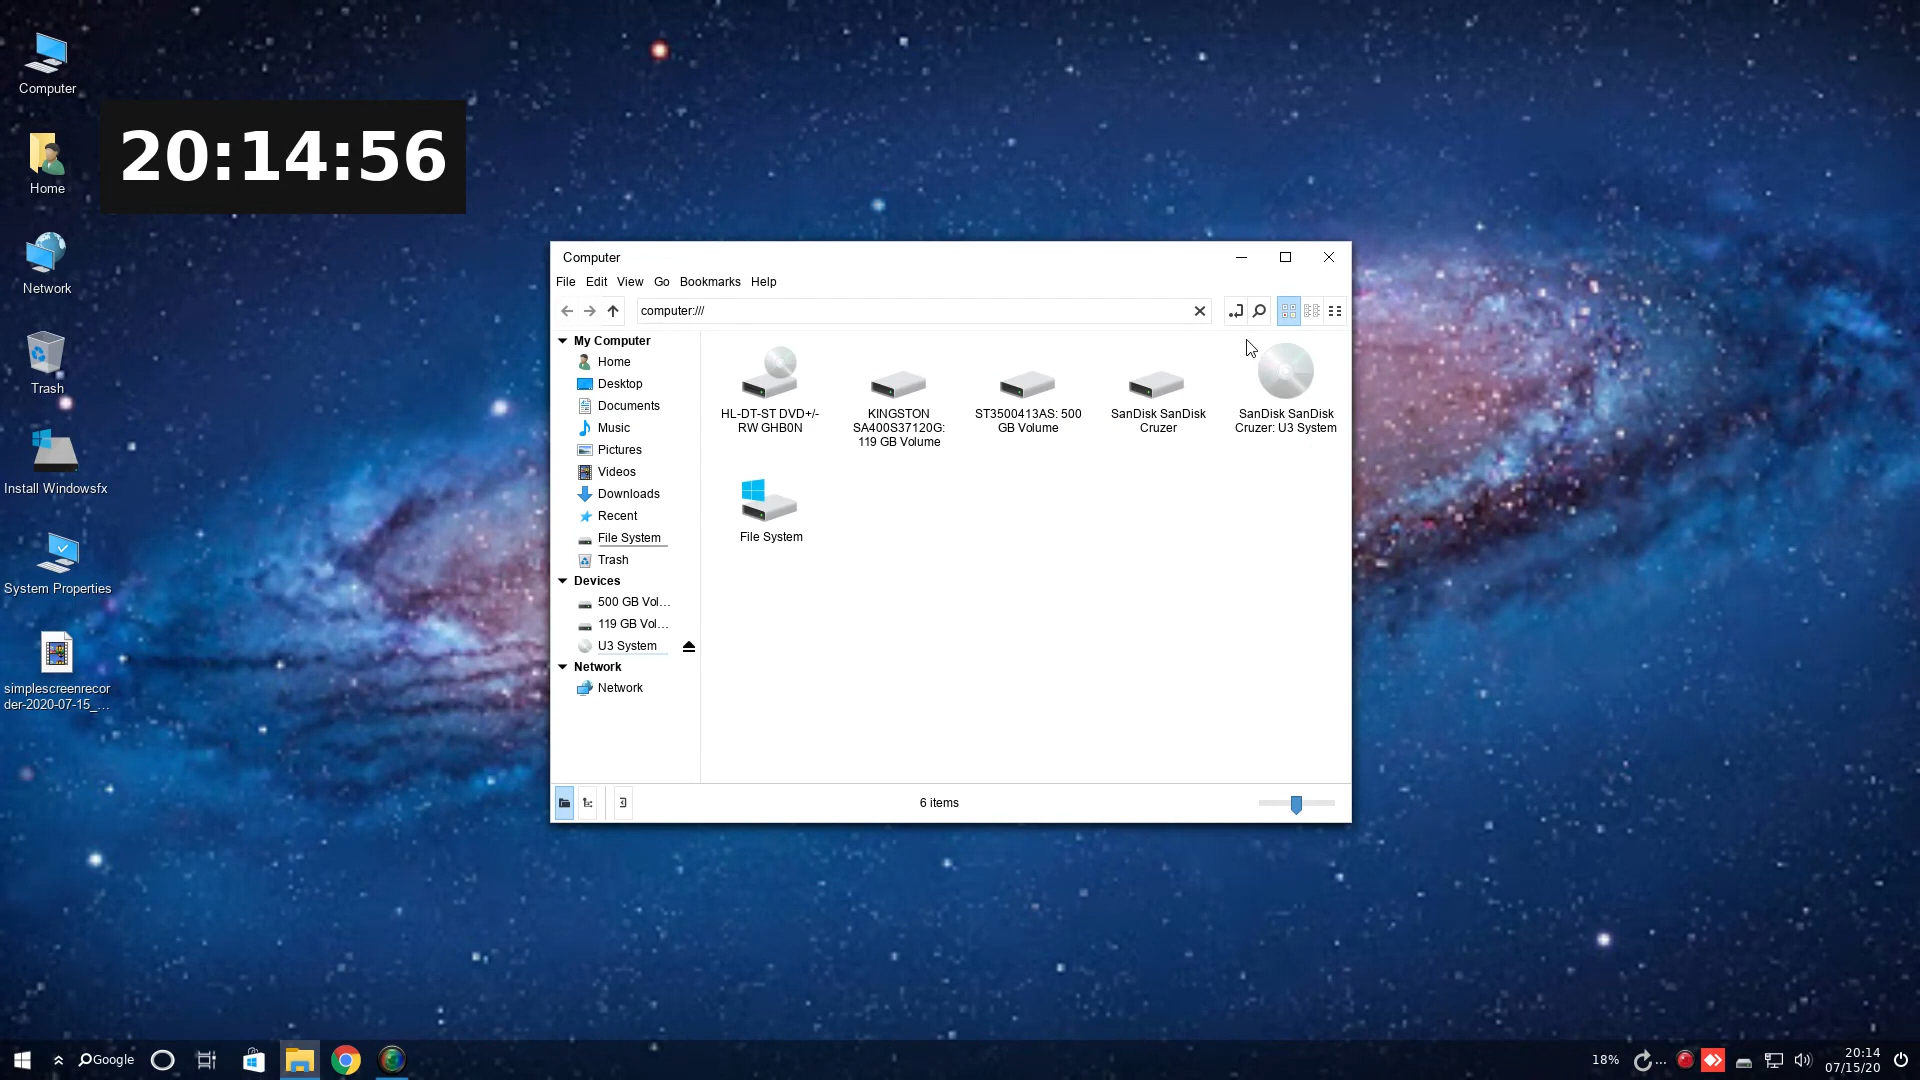 Computer
20:14:56
Home
Network
Trash
Install Windowsfx
System Properties
simplescreenrecor
der-2020-07-15_...
Computer
File Edit View Go Bookmarks Help
computer:///
My Computer
Home
Desktop
Documents
Music
Pictures
Videos
Downloads
Recent
File System
Trash
Devices
500 GB Vol...
119 GB Vol...
U3 System
Network
Network
HL-DT-ST DVD+/-
RW GHB0N
KINGSTON
SA400S37120G:
119 GB Volume
ST3500413AS: 500
GB Volume
SanDisk SanDisk
Cruzer
SanDisk SanDisk
Cruzer: U3 System
File System
6 items
Google
18%
...
20:14
07/15/20